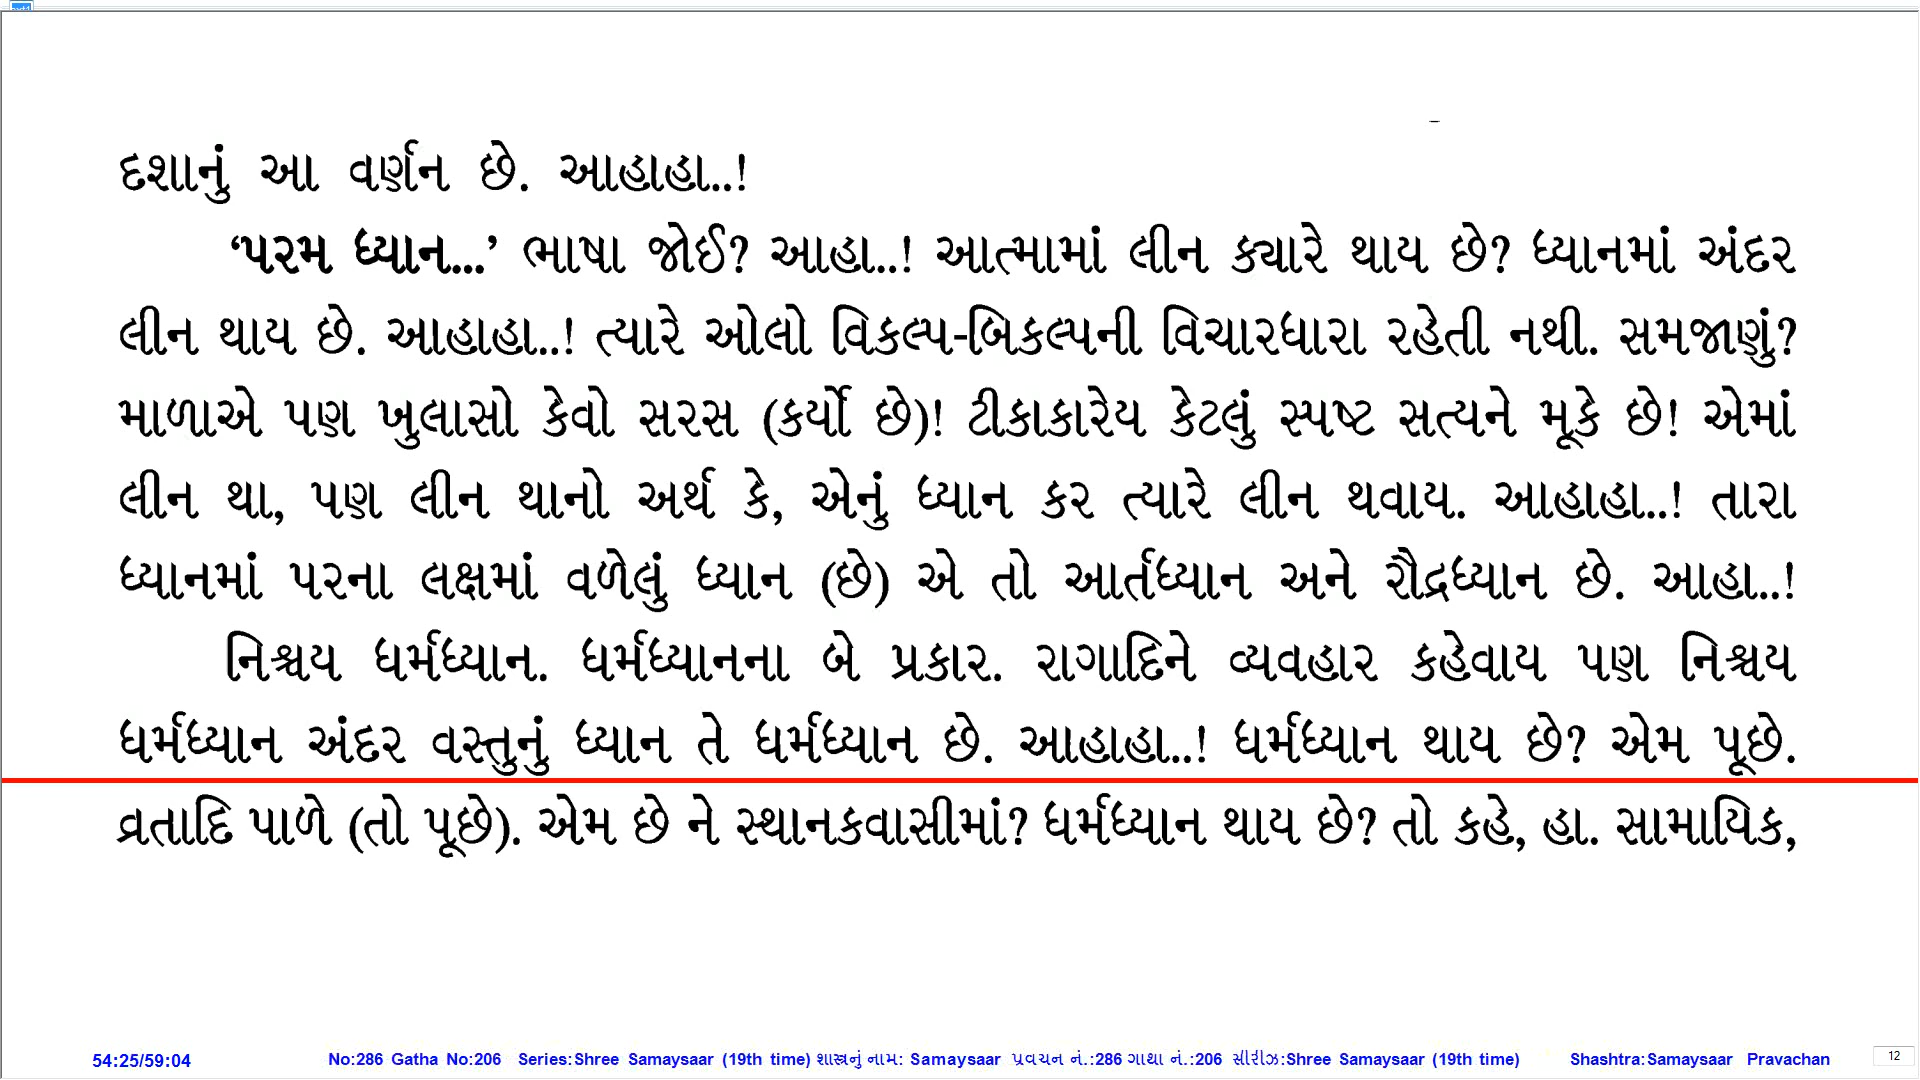 દશાનું આ વર્ણન છે. આહાહા..!
‘પરમ ધ્યાન...’ ભાષા જોઈ? આહા..! આત્મામાં લીન ક્યારે થાય છે? ધ્યાનમાં અંદર
લીન થાય છે. આહાહા..! ત્યારે ઓલો વિકલ્પ-બિકલ્પની વિચારધારા રહેતી નથી. સમજાણું?
માળાએ પણ ખુલાસો કેવો સરસ (કર્યો છે)! ટીકાકારેય કેટલું સ્પષ્ટ સત્યને મૂકે છે! એમાં
લીન થા, પણ લીન થાનો અર્થ કે, એનું ધ્યાન કર ત્યારે લીન થવાય. આહાહા..! તારા
ધ્યાનમાં પરના લક્ષમાં વળેલું ધ્યાન (છે) એ તો આર્તધ્યાન અને રૌદ્રધ્યાન છે. આહા..!
નિશ્ચય ધર્મધ્યાન. ધર્મધ્યાનના બે પ્રકાર. રાગાદિને વ્યવહાર કહેવાય પણ નિશ્ચય
ધર્મધ્યાન અંદર વસ્તુનું ધ્યાન તે ધર્મધ્યાન છે. આહાહા..! ધર્મધ્યાન થાય છે? એમ પૂછે.
વ્રતાદિ પાળે (તો પૂછે). એમ છે ને સ્થાનકવાસીમાં? ધર્મધ્યાન થાય છે? તો કહે, હા. સામાયિક,
54:25/59:04 No:286 Gatha No:206 Series:Shree Samaysaar (19th time) શાસ્ત્રનું નામ: Samaysaar પ્રવચન નં.:286 ગાથા નં.:206 સીરીઝ:Shree Samaysaar (19th time) Shashtra:Samaysaar Pravachan 12